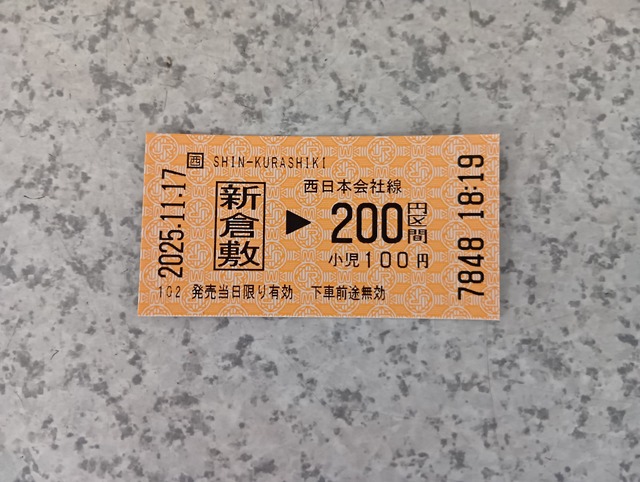 西 SHIN-KURASHIKI
2025.11.17
新倉敷
▶
西日本会社線
200円区間
小児100円
7848 18:19
102 発売当日限り有効 下車前途無効